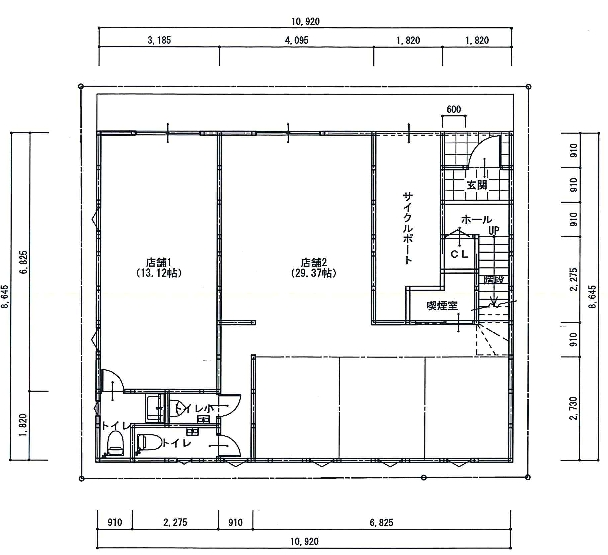 10,920
3,185
4,095
1,820
1,820
600
910
910
910
2,275
910
2,730
8,645
8,645
6,825
1,820
玄関
ホール
UP
CL
階段
サイクルポート
喫煙室
店舗1
(13.12帖)
店舗2
(29.37帖)
トイレ
トイレ小
トイレ
910
2,275
910
6,825
10,920